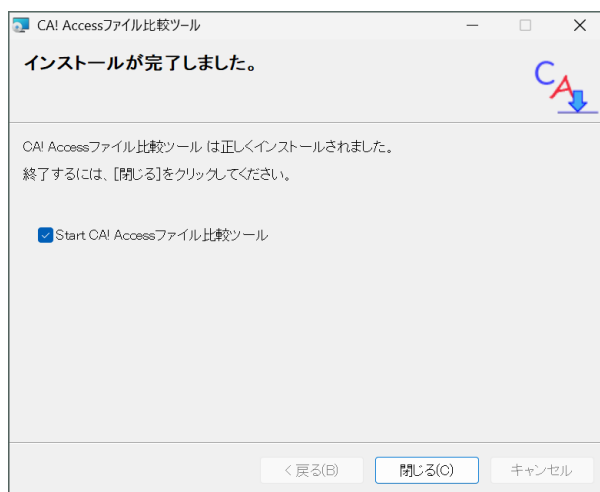 CA! Accessファイル比較ツール
インストールが完了しました。
CA
CA! Accessファイル比較ツール は正しくインストールされました。
終了するには、[閉じる]をクリックしてください。
Start CA! Accessファイル比較ツール
< 戻る(B)
閉じる(C)
キャンセル